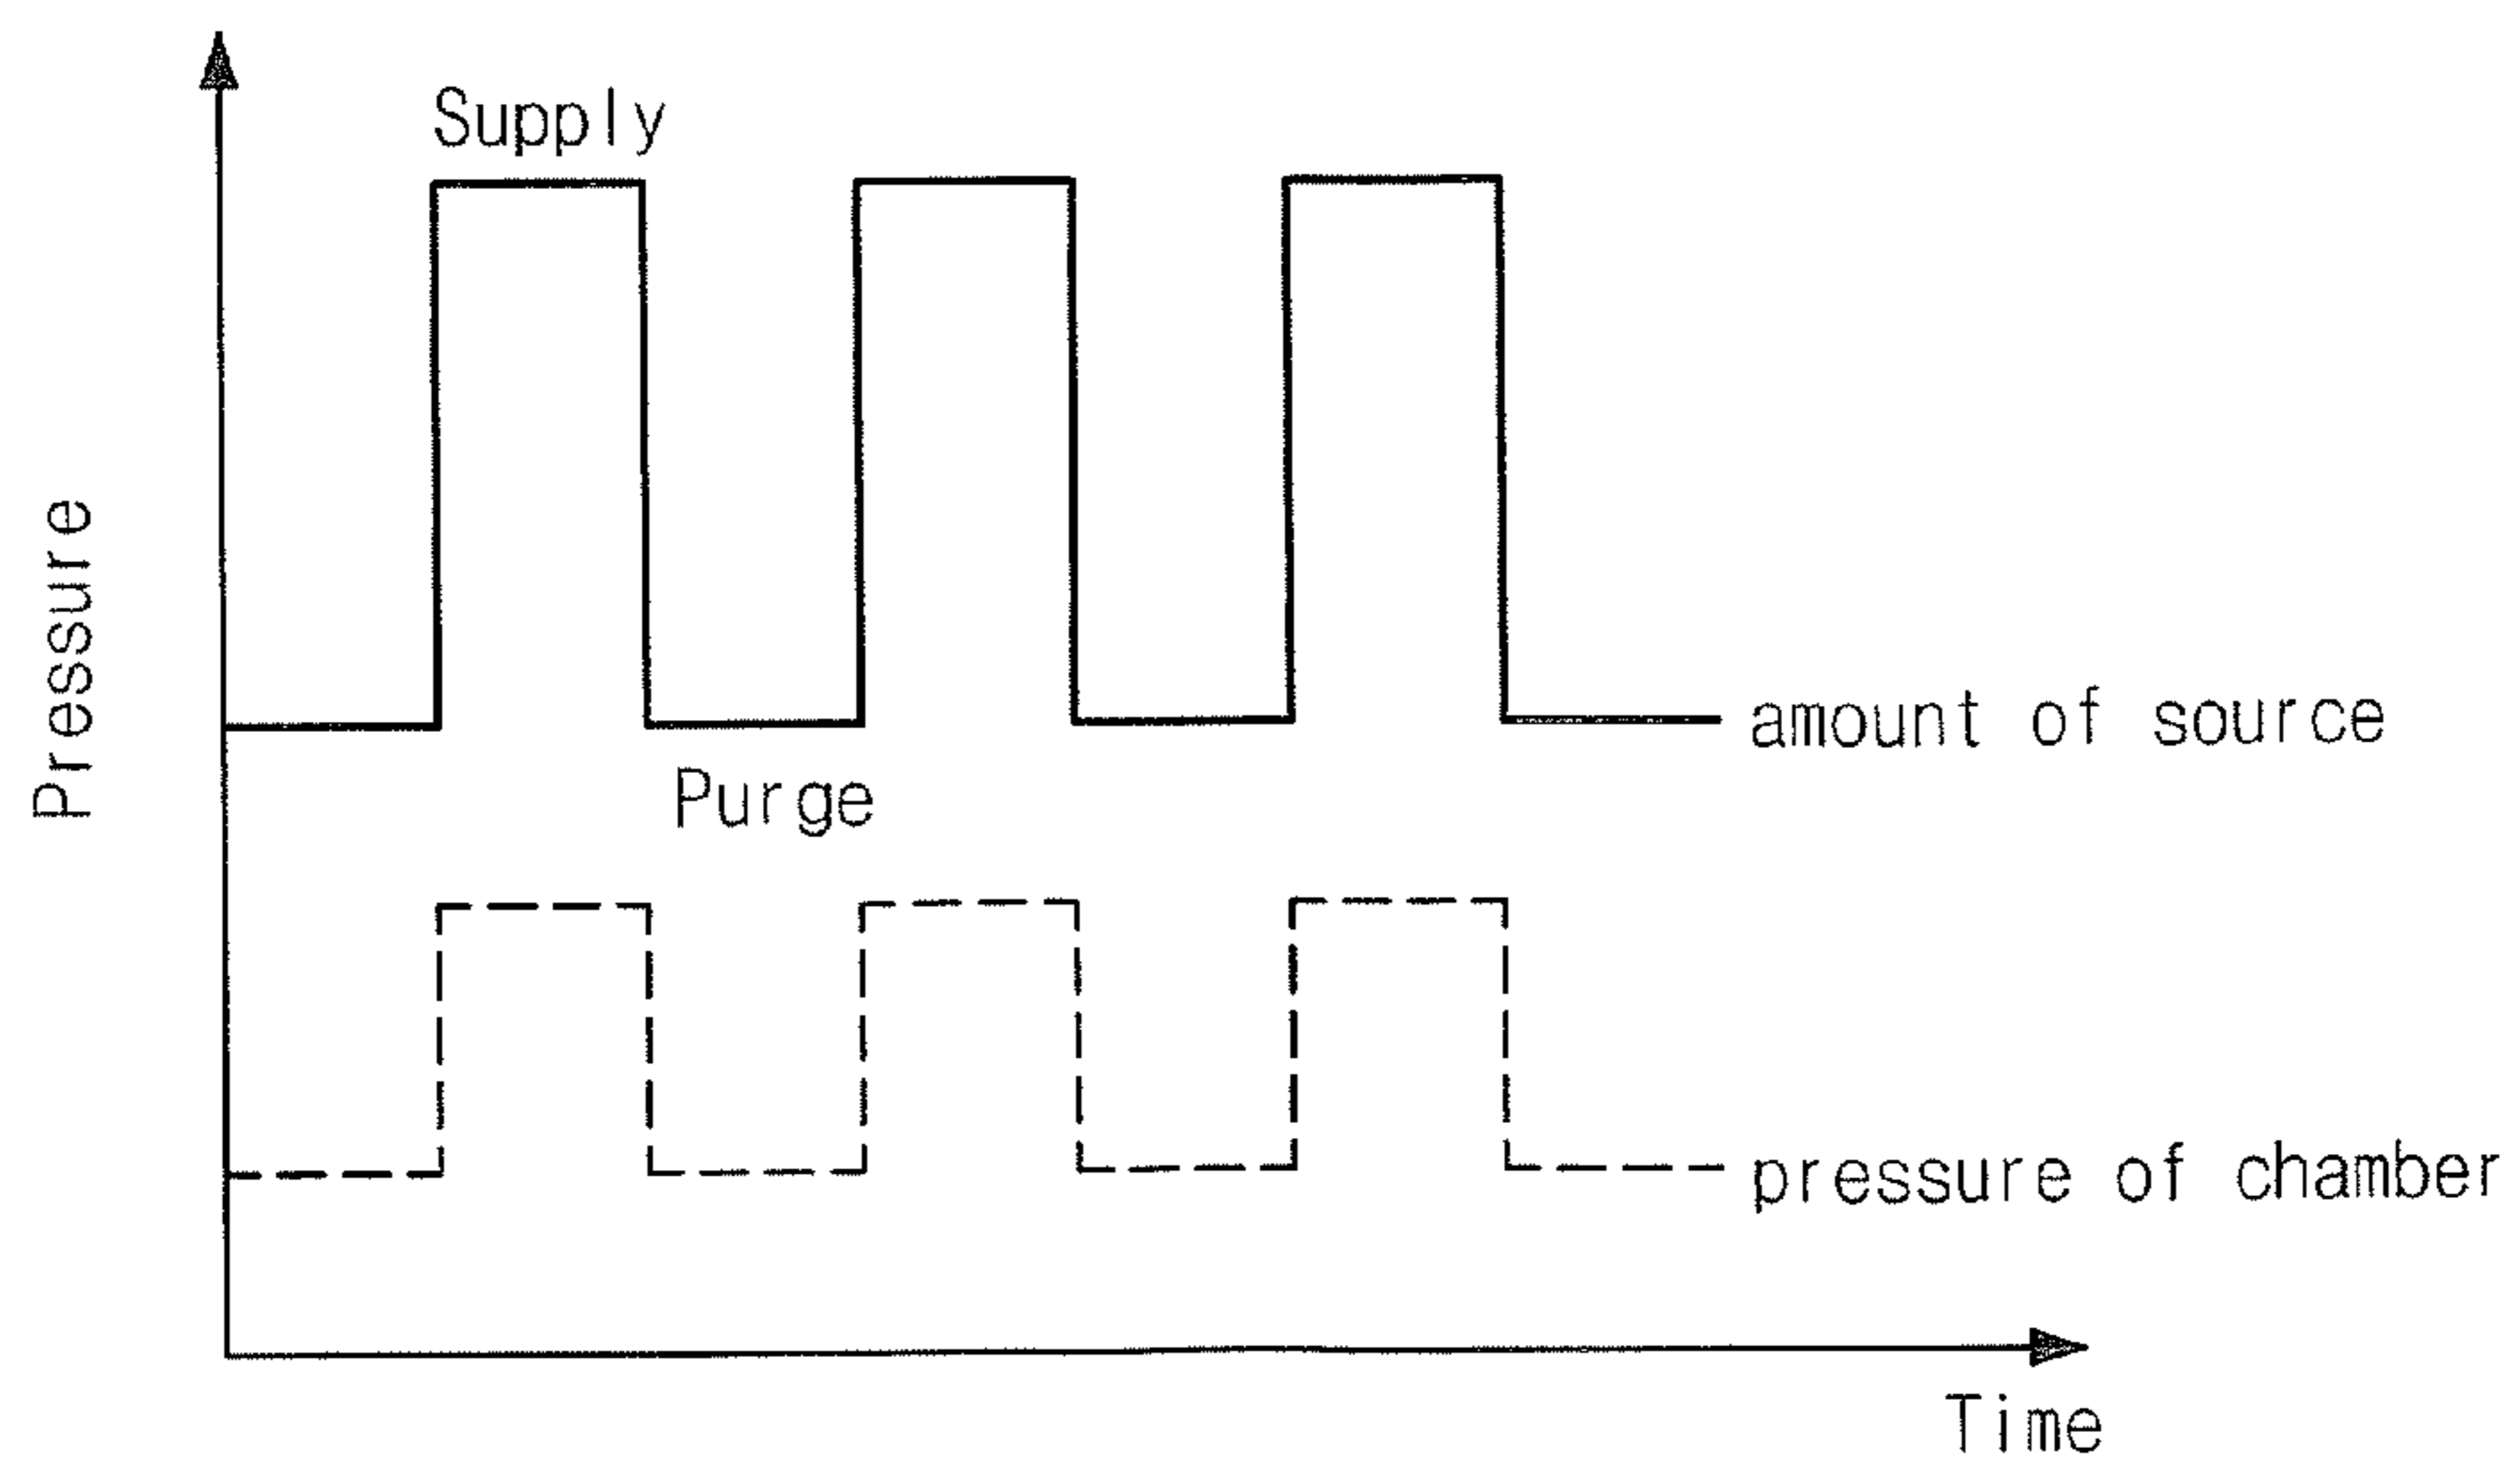 Supply
Pressure
amount of source
Purge
pressure of chamber
Time